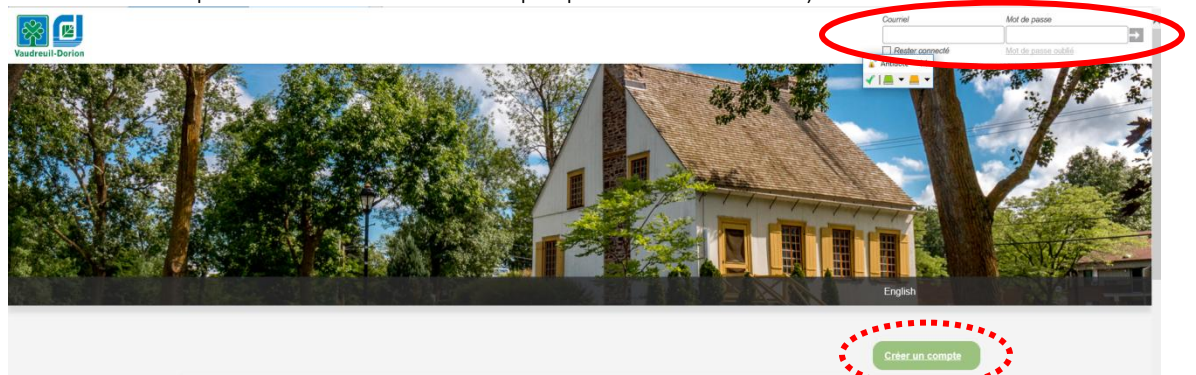 Courriel Mot de passe
Vaudreuil-Dorion
Rester connecté Mot de passe oublié
English
Créer un compte